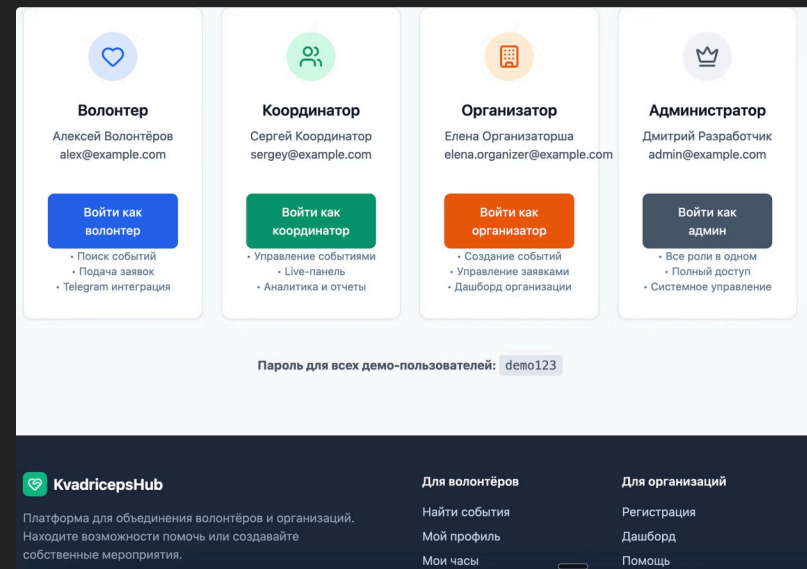 Волонтер
Алексей Волонтёров
alex@example.com
Войти как
волонтер
• Поиск событий
• Подача заявок
• Telegram интеграция
Координатор
Сергей Координатор
sergey@example.com
Войти как
координатор
• Управление событиями
• Live-панель
• Аналитика и отчеты
Организатор
Елена Организаторша
elena.organizer@example.com
Войти как
организатор
• Создание событий
• Управление заявками
• Дашборд организации
Администратор
Дмитрий Разработчик
admin@example.com
Войти как
админ
• Все роли в одном
• Полный доступ
• Системное управление
Пароль для всех демо-пользователей: demo123
KvadricepsHub
Платформа для объединения волонтёров и организаций.
Находите возможности помочь или создавайте
собственные мероприятия.
Для волонтёров
Найти события
Мой профиль
Мои часы
Для организаций
Регистрация
Дашборд
Помощь